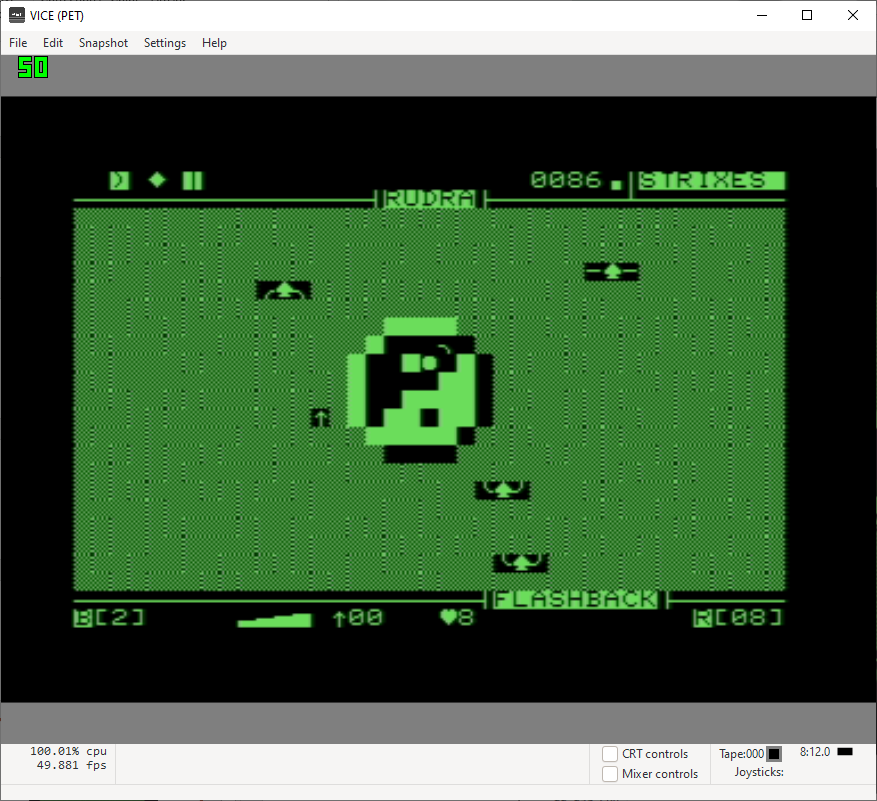 VICE (PET)
File Edit Snapshot Settings Help
50
0086 STRIXES
RUDRA
FLASHBACK
B[2] ↑00 ♥8 R[08]
100.01% cpu
49.881 fps
CRT controls
Mixer controls
Tape:000
Joysticks:
8:12.0